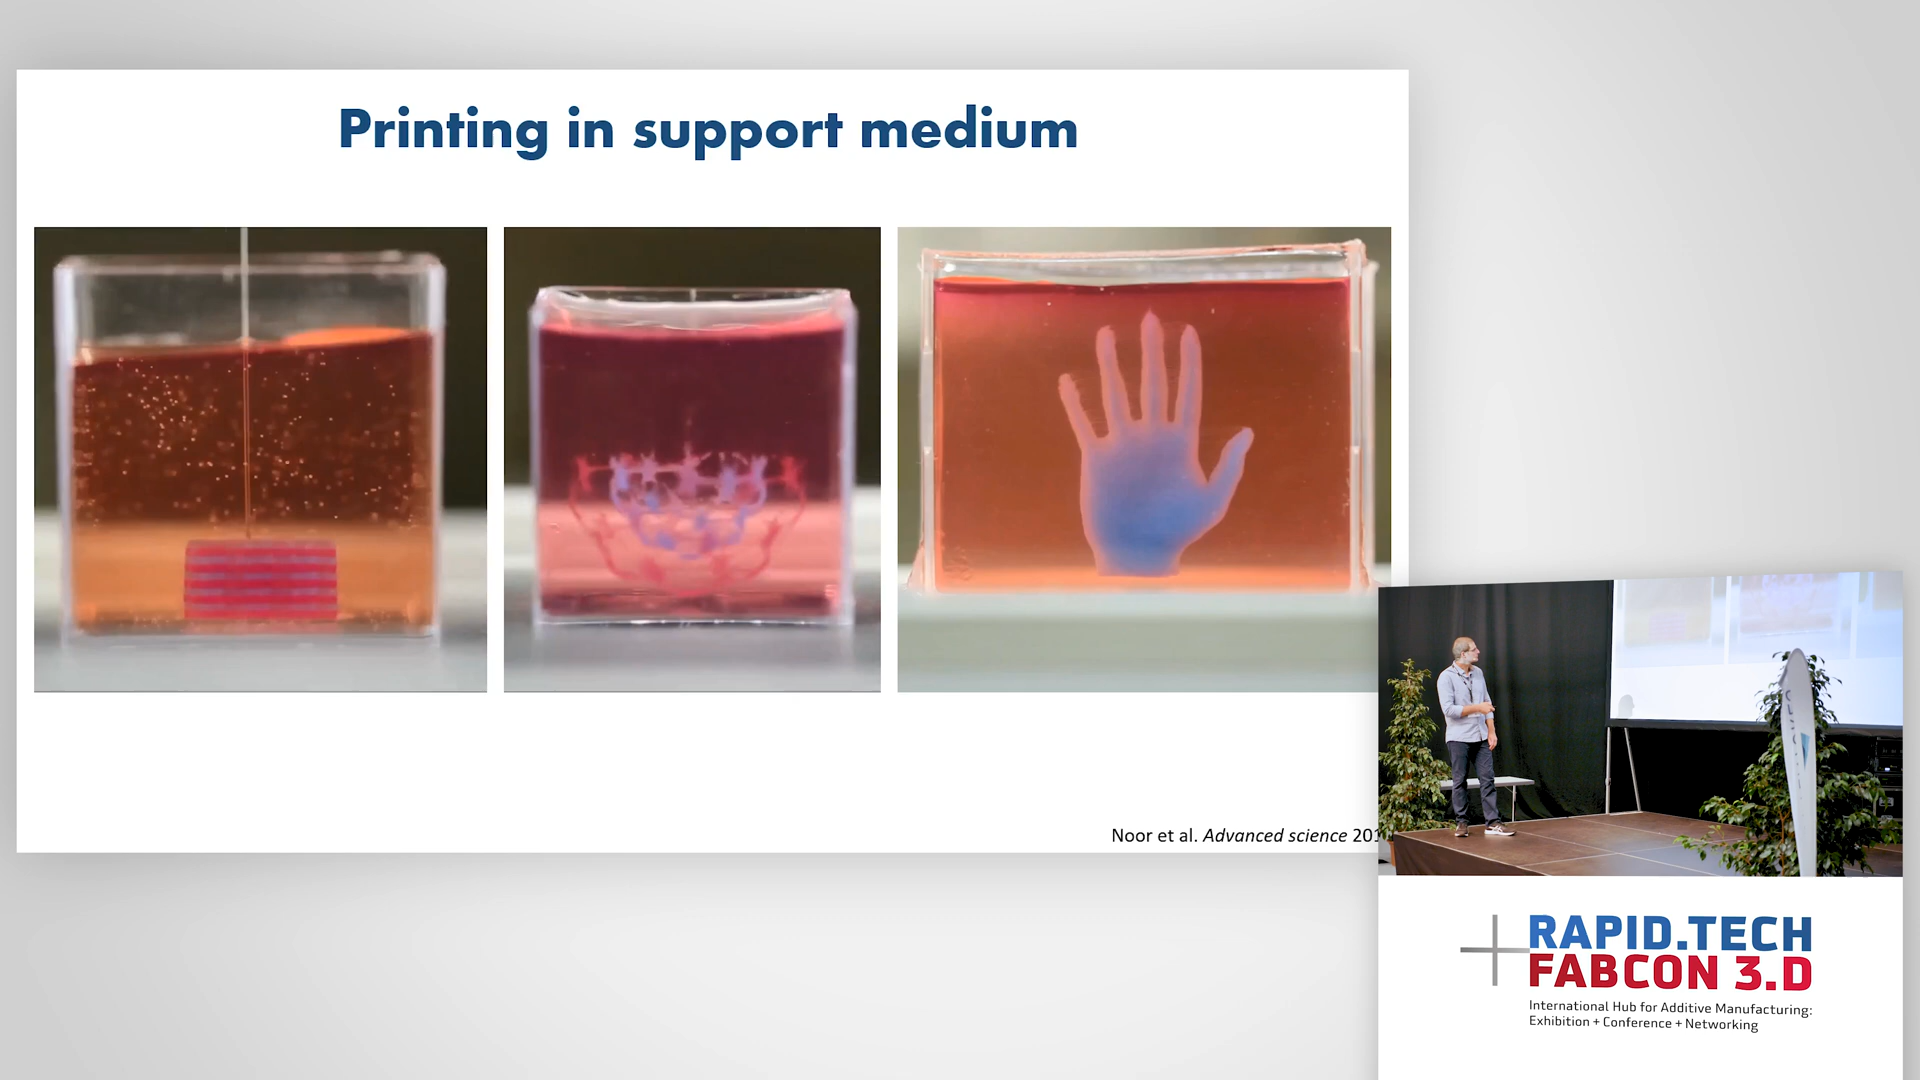 Printing in support medium
Noor et al. Advanced science 201
RAPID.TECH
FABCON 3.D
International Hub for Additive Manufacturing:
Exhibition + Conference + Networking